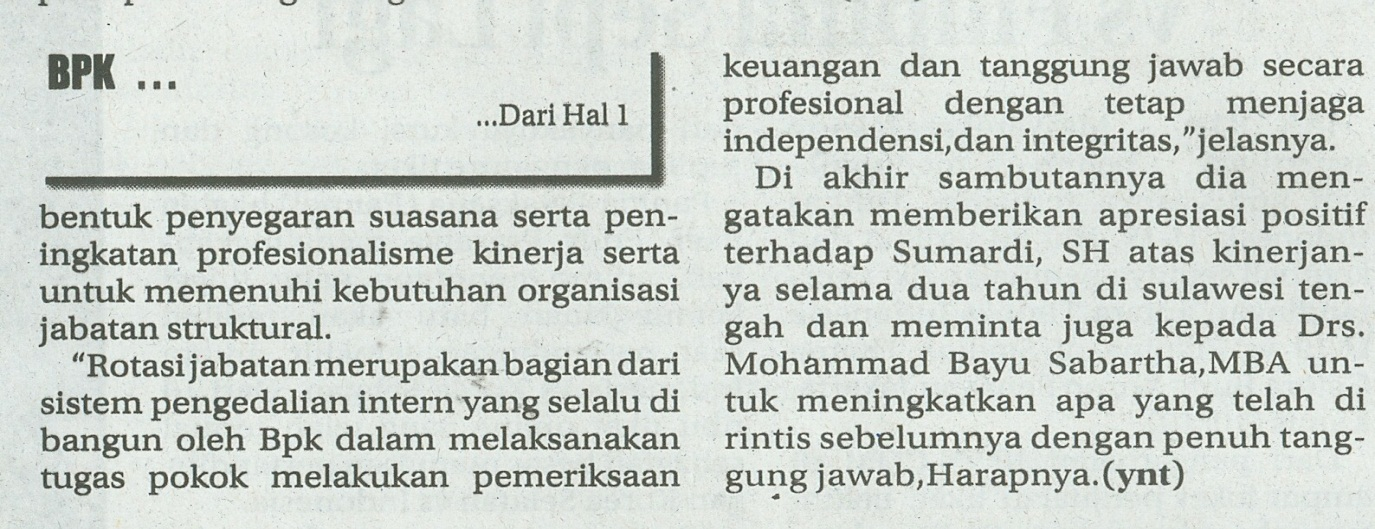 BPK ...
...Dari Hal 1
bentuk penyegaran suasana serta pen-
ingkatan profesionalisme kinerja serta
untuk memenuhi kebutuhan organisasi
jabatan struktural.
“Rotasi jabatan merupakan bagian dari
sistem pengedalian intern yang selalu di
bangun oleh Bpk dalam melaksanakan
tugas pokok melakukan pemeriksaan
keuangan dan tanggung jawab secara
profesional dengan tetap menjaga
independensi,dan integritas,”jelasnya.
Di akhir sambutannya dia men-
gatakan memberikan apresiasi positif
terhadap Sumardi, SH atas kinerjan-
ya selama dua tahun di sulawesi ten-
gah dan meminta juga kepada Drs.
Mohammad Bayu Sabartha,MBA un-
tuk meningkatkan apa yang telah di
rintis sebelumnya dengan penuh tang-
gung jawab,Harapnya.(ynt)